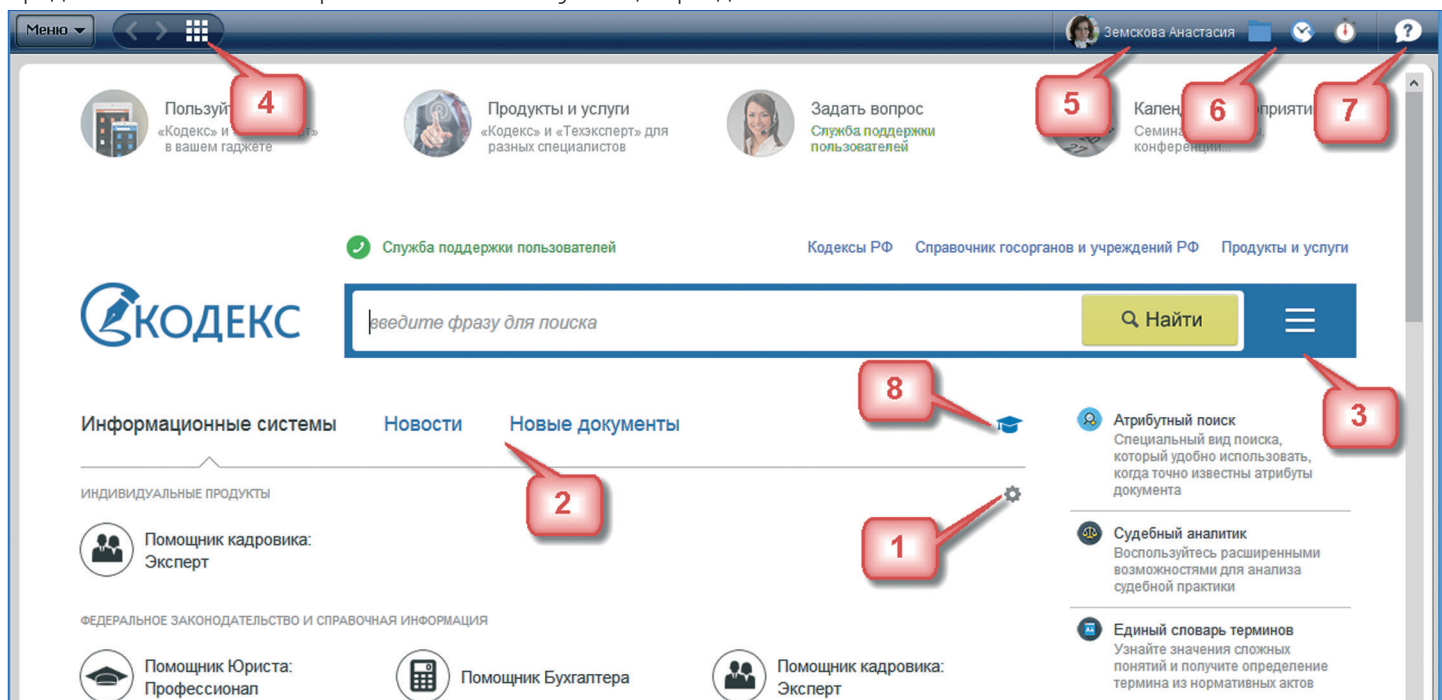 Меню
Земскова Анастасия
?
4
5
6
7
Продукты и услуги
«Кодекс» и «Техэксперт» для
разных специалистов
Задать вопрос
Служба поддержки
пользователей
«Кодекс» и
в вашем гаджете
конференции...
Служба поддержки пользователей
Кодексы РФ Справочник госорганов и учреждений РФ Продукты и услуги
КОДЕКС
введите фразу для поиска
Найти
8
3
Информационные системы Новости Новые документы
2
1
ИНДИВИДУАЛЬНЫЕ ПРОДУКТЫ
Помощник кадровика:
Эксперт
ФЕДЕРАЛЬНОЕ ЗАКОНОДАТЕЛЬСТВО И СПРАВОЧНАЯ ИНФОРМАЦИЯ
Помощник Юриста:
Профессионал
Помощник Бухгалтера
Помощник кадровика:
Эксперт
Атрибутный поиск
Специальный вид поиска,
который удобно использовать,
когда точно известны атрибуты
документа
Судебный аналитик
Воспользуйтесь расширенными
возможностями для анализа
судебной практики
Единый словарь терминов
Узнайте значения сложных
понятий и получите определение
термина из нормативных актов